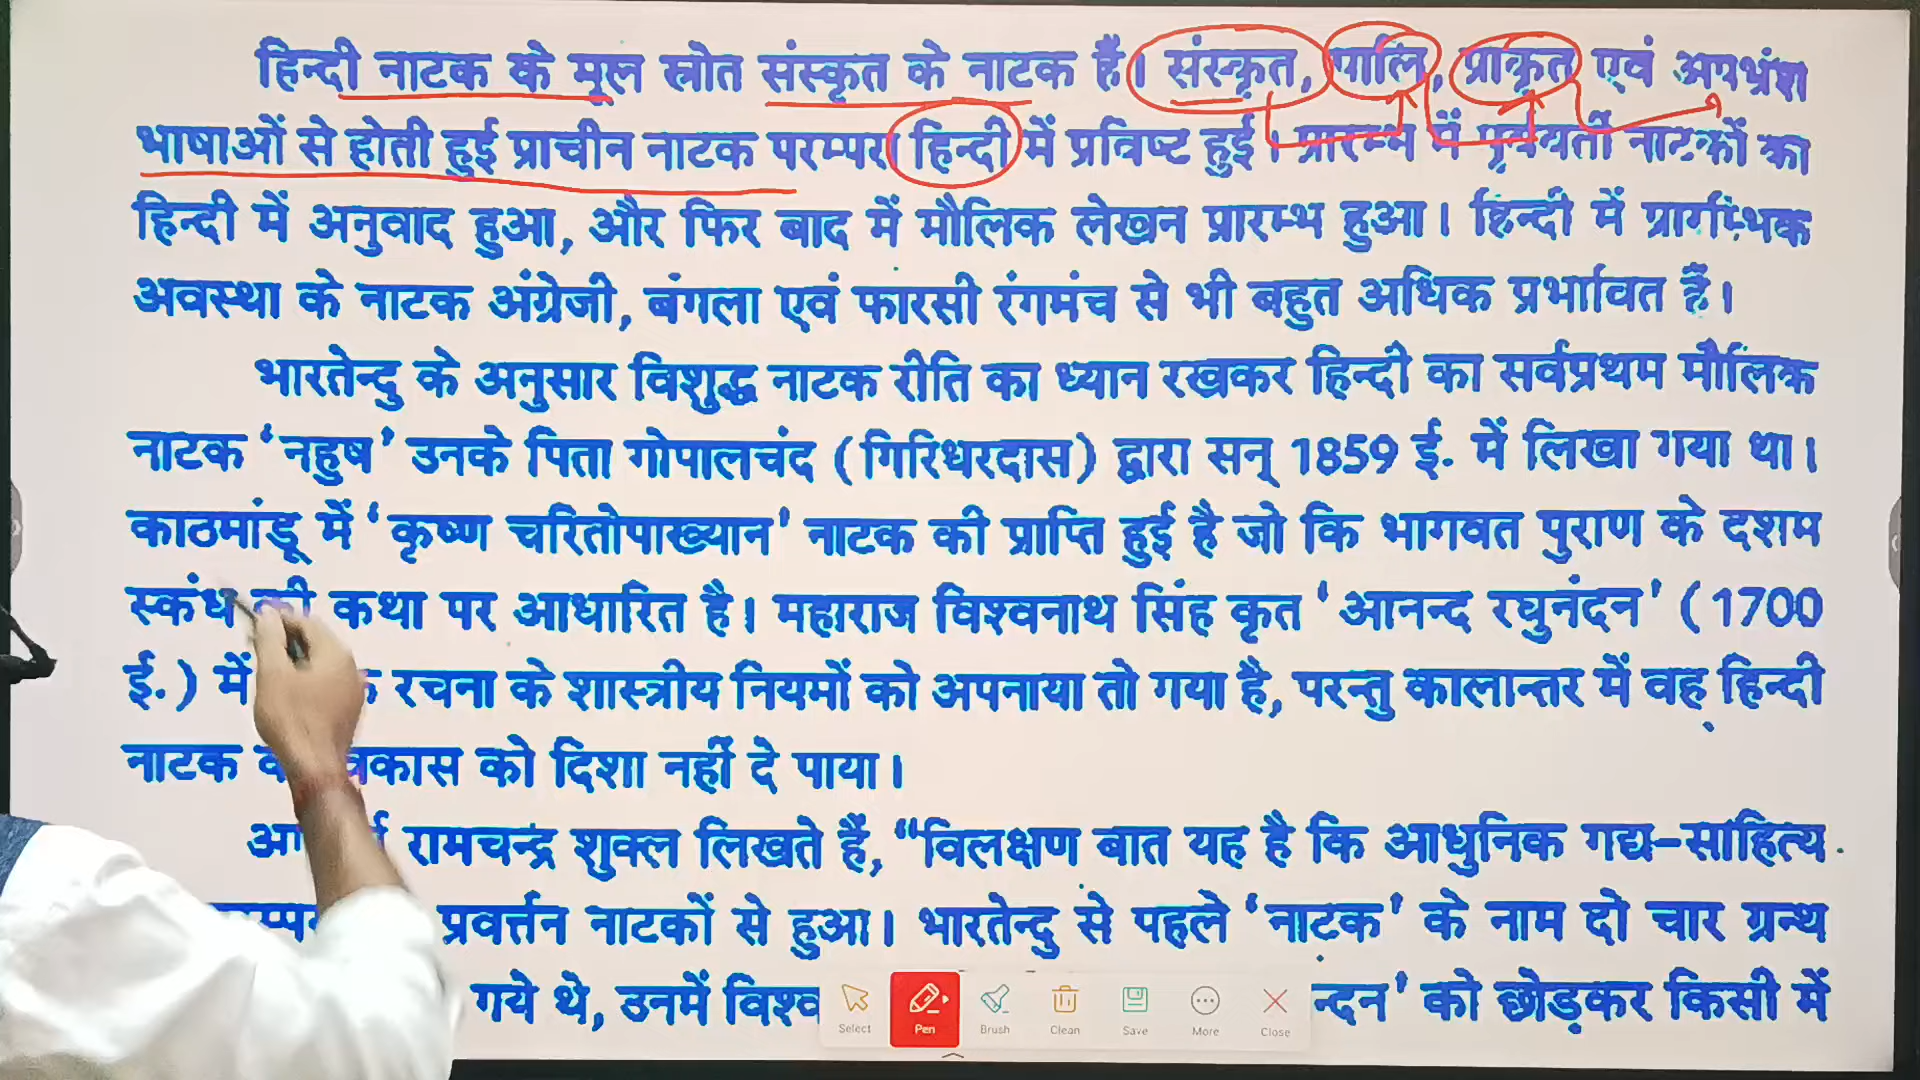 हिन्दी नाटक के मूल स्रोत संस्कृत के नाटक हैं। संस्कृत, पालि, प्राकृत एवं अपभ्रंश
भाषाओं से होती हुई प्राचीन नाटक परम्परा हिन्दी में प्रविष्ट हुई। प्रारम्भ में पूर्ववर्ती नाटकों का
हिन्दी में अनुवाद हुआ, और फिर बाद में मौलिक लेखन प्रारम्भ हुआ। हिन्दी में प्रारम्भिक
अवस्था के नाटक अंग्रेजी, बंगला एवं फारसी रंगमंच से भी बहुत अधिक प्रभावित हैं।
भारतेन्दु के अनुसार विशुद्ध नाटक रीति का ध्यान रखकर हिन्दी का सर्वप्रथम मौलिक
नाटक ‘नहुष’ उनके पिता गोपालचंद (गिरिधरदास) द्वारा सन् 1859 ई. में लिखा गया था।
काठमांडू में ‘कृष्ण चरितोपाख्यान’ नाटक की प्राप्ति हुई है जो कि भागवत पुराण के दशम
स्कंध की कथा पर आधारित है। महाराज विश्वनाथ सिंह कृत ‘आनन्द रघुनंदन’ (1700
ई.) में रचना के शास्त्रीय नियमों को अपनाया तो गया है, परन्तु कालान्तर में वह हिन्दी
नाटक को दिशा नहीं दे पाया।
रामचन्द्र शुक्ल लिखते हैं, “विलक्षण बात यह है कि आधुनिक गद्य-साहित्य
प्रवर्त्तन नाटकों से हुआ। भारतेन्दु से पहले ‘नाटक’ के नाम दो चार ग्रन्थ
गये थे, उनमें को छोड़कर किसी में
Select Pen Brush Clean Save More Close